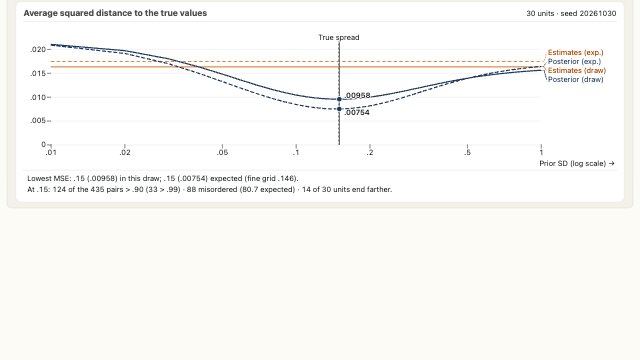 Average squared distance to the true values
30 units · seed 20261030
True spread
.020
.015
.010
.005
0
.01
.02
.05
.1
.2
.5
1
.00958
.00754
Estimates (exp.)
Posterior (exp.)
Estimates (draw)
Posterior (draw)
Prior SD (log scale) →
Lowest MSE: .15 (.00958) in this draw; .15 (.00754) expected (fine grid .146).
At .15: 124 of the 435 pairs > .90 (33 > .99) · 88 misordered (80.7 expected) · 14 of 30 units end farther.